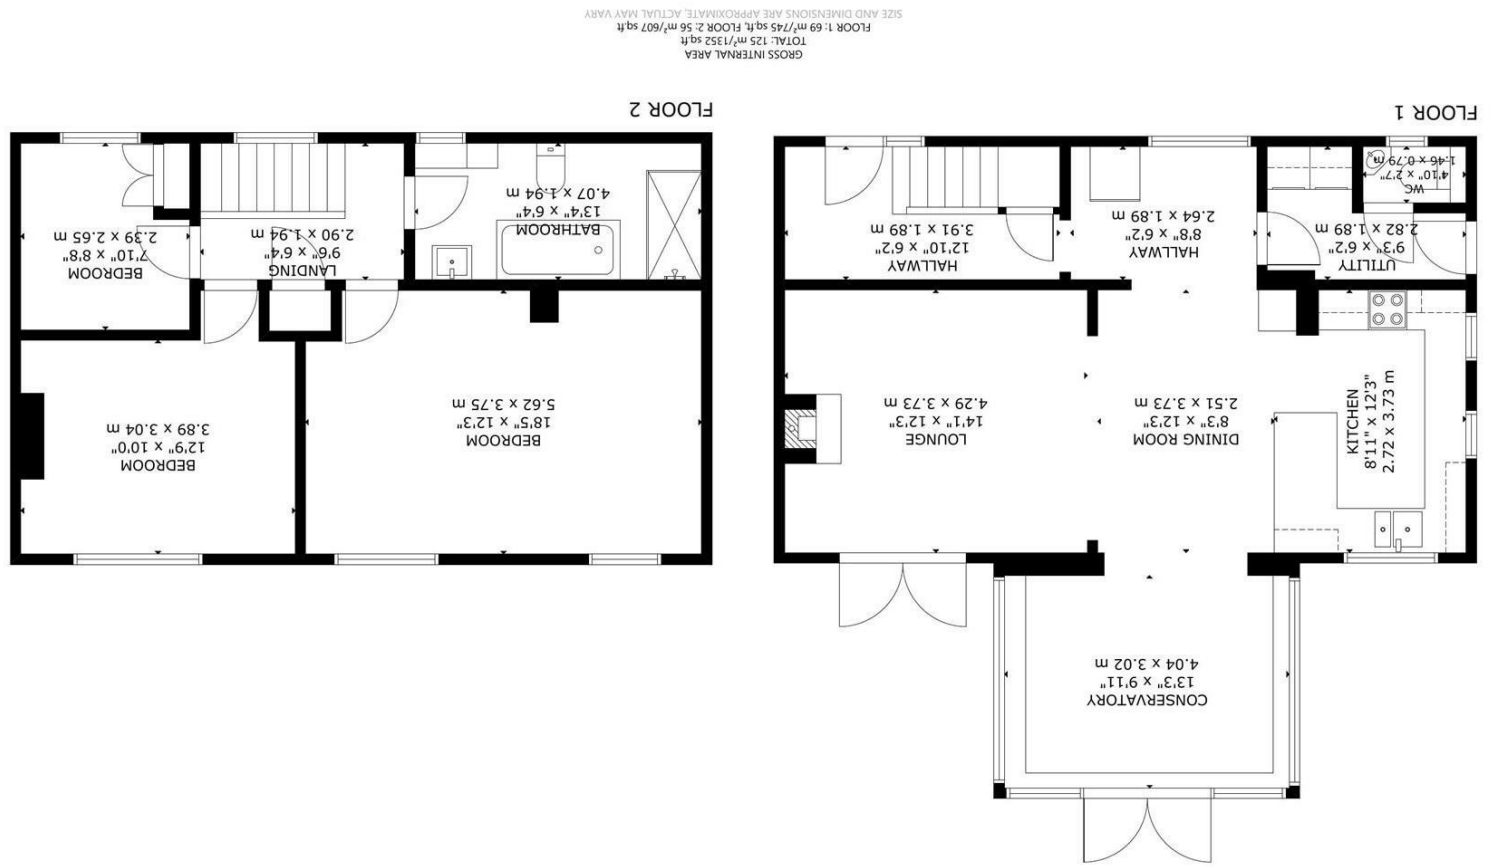 FLOOR 1
CONSERVATORY
13'3" x 9'11"
4.04 x 3.02 m
KITCHEN
8'11" x 12'3"
2.72 x 3.73 m
DINING ROOM
8'3" x 12'3"
2.51 x 3.73 m
LOUNGE
14'1" x 12'3"
4.29 x 3.73 m
UTILITY
9'3" x 6'2"
2.82 x 1.89 m
HALLWAY
8'8" x 6'2"
2.64 x 1.89 m
HALLWAY
12'10" x 6'2"
3.91 x 1.89 m
WC
4'10" x 2'7"
1.46 x 0.79 m
FLOOR 2
BEDROOM
18'5" x 12'3"
5.62 x 3.75 m
BEDROOM
12'9" x 10'0"
3.89 x 3.04 m
BATHROOM
13'4" x 6'4"
4.07 x 1.94 m
LANDING
9'6" x 6'4"
2.90 x 1.94 m
BEDROOM
7'10" x 8'8"
2.39 x 2.65 m
GROSS INTERNAL AREA
TOTAL: 125 m²/1352 sq.ft
FLOOR 1: 69 m²/745 sq.ft, FLOOR 2: 56 m²/607 sq.ft
SIZE AND DIMENSIONS ARE APPROXIMATE, ACTUAL MAY VARY